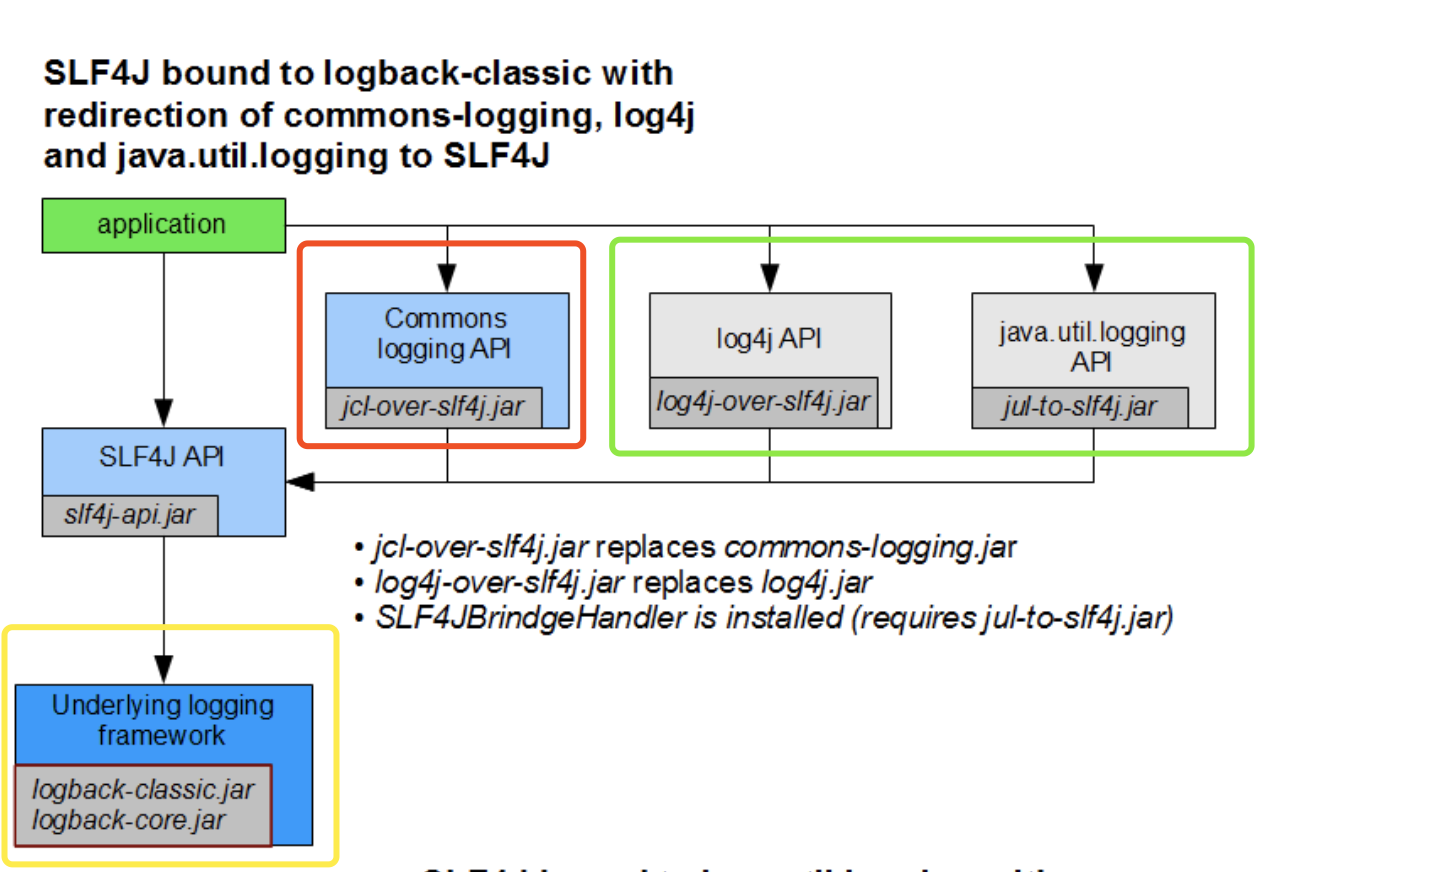 SLF4J bound to logback-classic with
redirection of commons-logging, log4j
and java.util.logging to SLF4J
application
Commons
logging API
jcl-over-slf4j.jar
log4j API
log4j-over-slf4j.jar
java.util.logging
API
jul-to-slf4j.jar
SLF4J API
slf4j-api.jar
• jcl-over-slf4j.jar replaces commons-logging.jar
• log4j-over-slf4j.jar replaces log4j.jar
• SLF4JBrindgeHandler is installed (requires jul-to-slf4j.jar)
Underlying logging
framework
logback-classic.jar
logback-core.jar